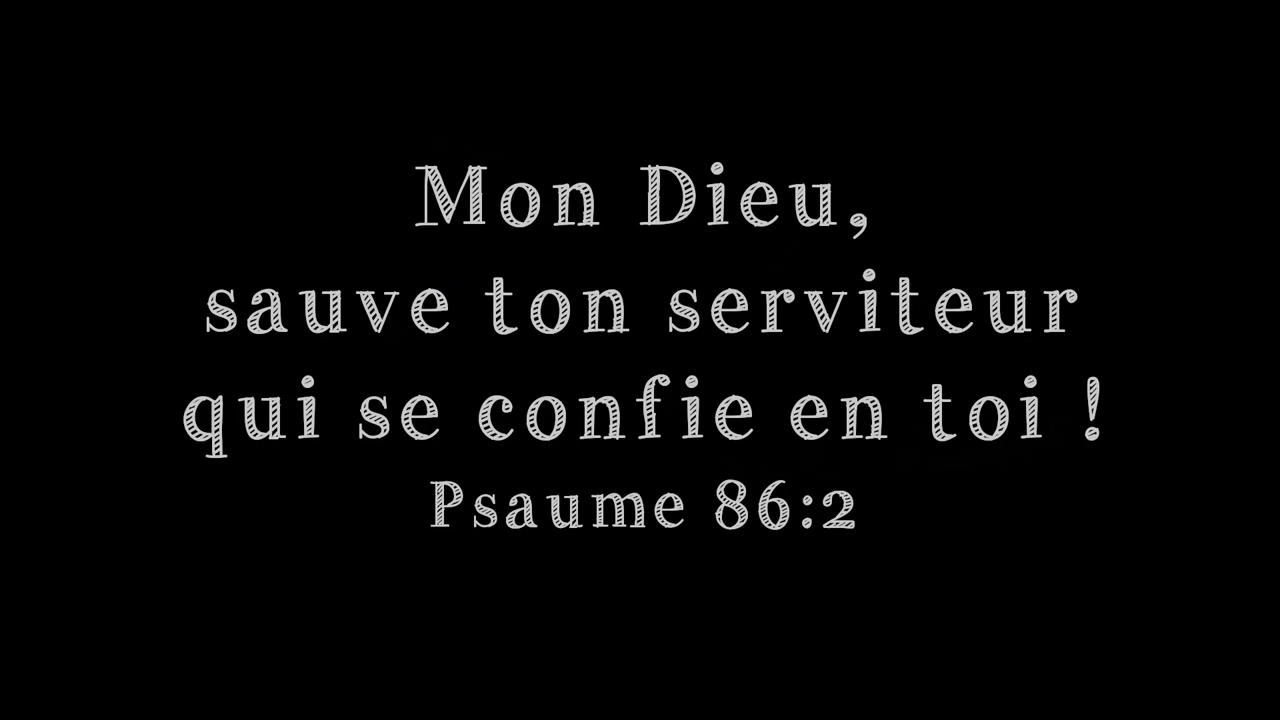 Mon Dieu,
sauve ton serviteur
qui se confie en toi !
Psaume 86:2